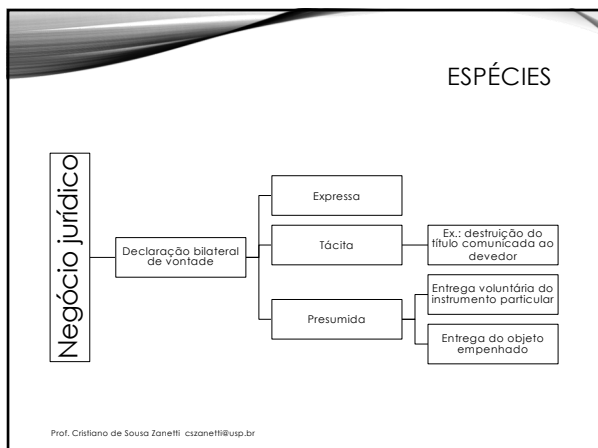 ESPÉCIES
Negócio jurídico
Declaração bilateral
de vontade
Expressa
Tácita
Ex.: destruição do
título comunicada ao
devedor
Presumida
Entrega voluntária do
instrumento particular
Entrega do objeto
empenhado
Prof. Cristiano de Sousa Zanetti cszanetti@usp.br